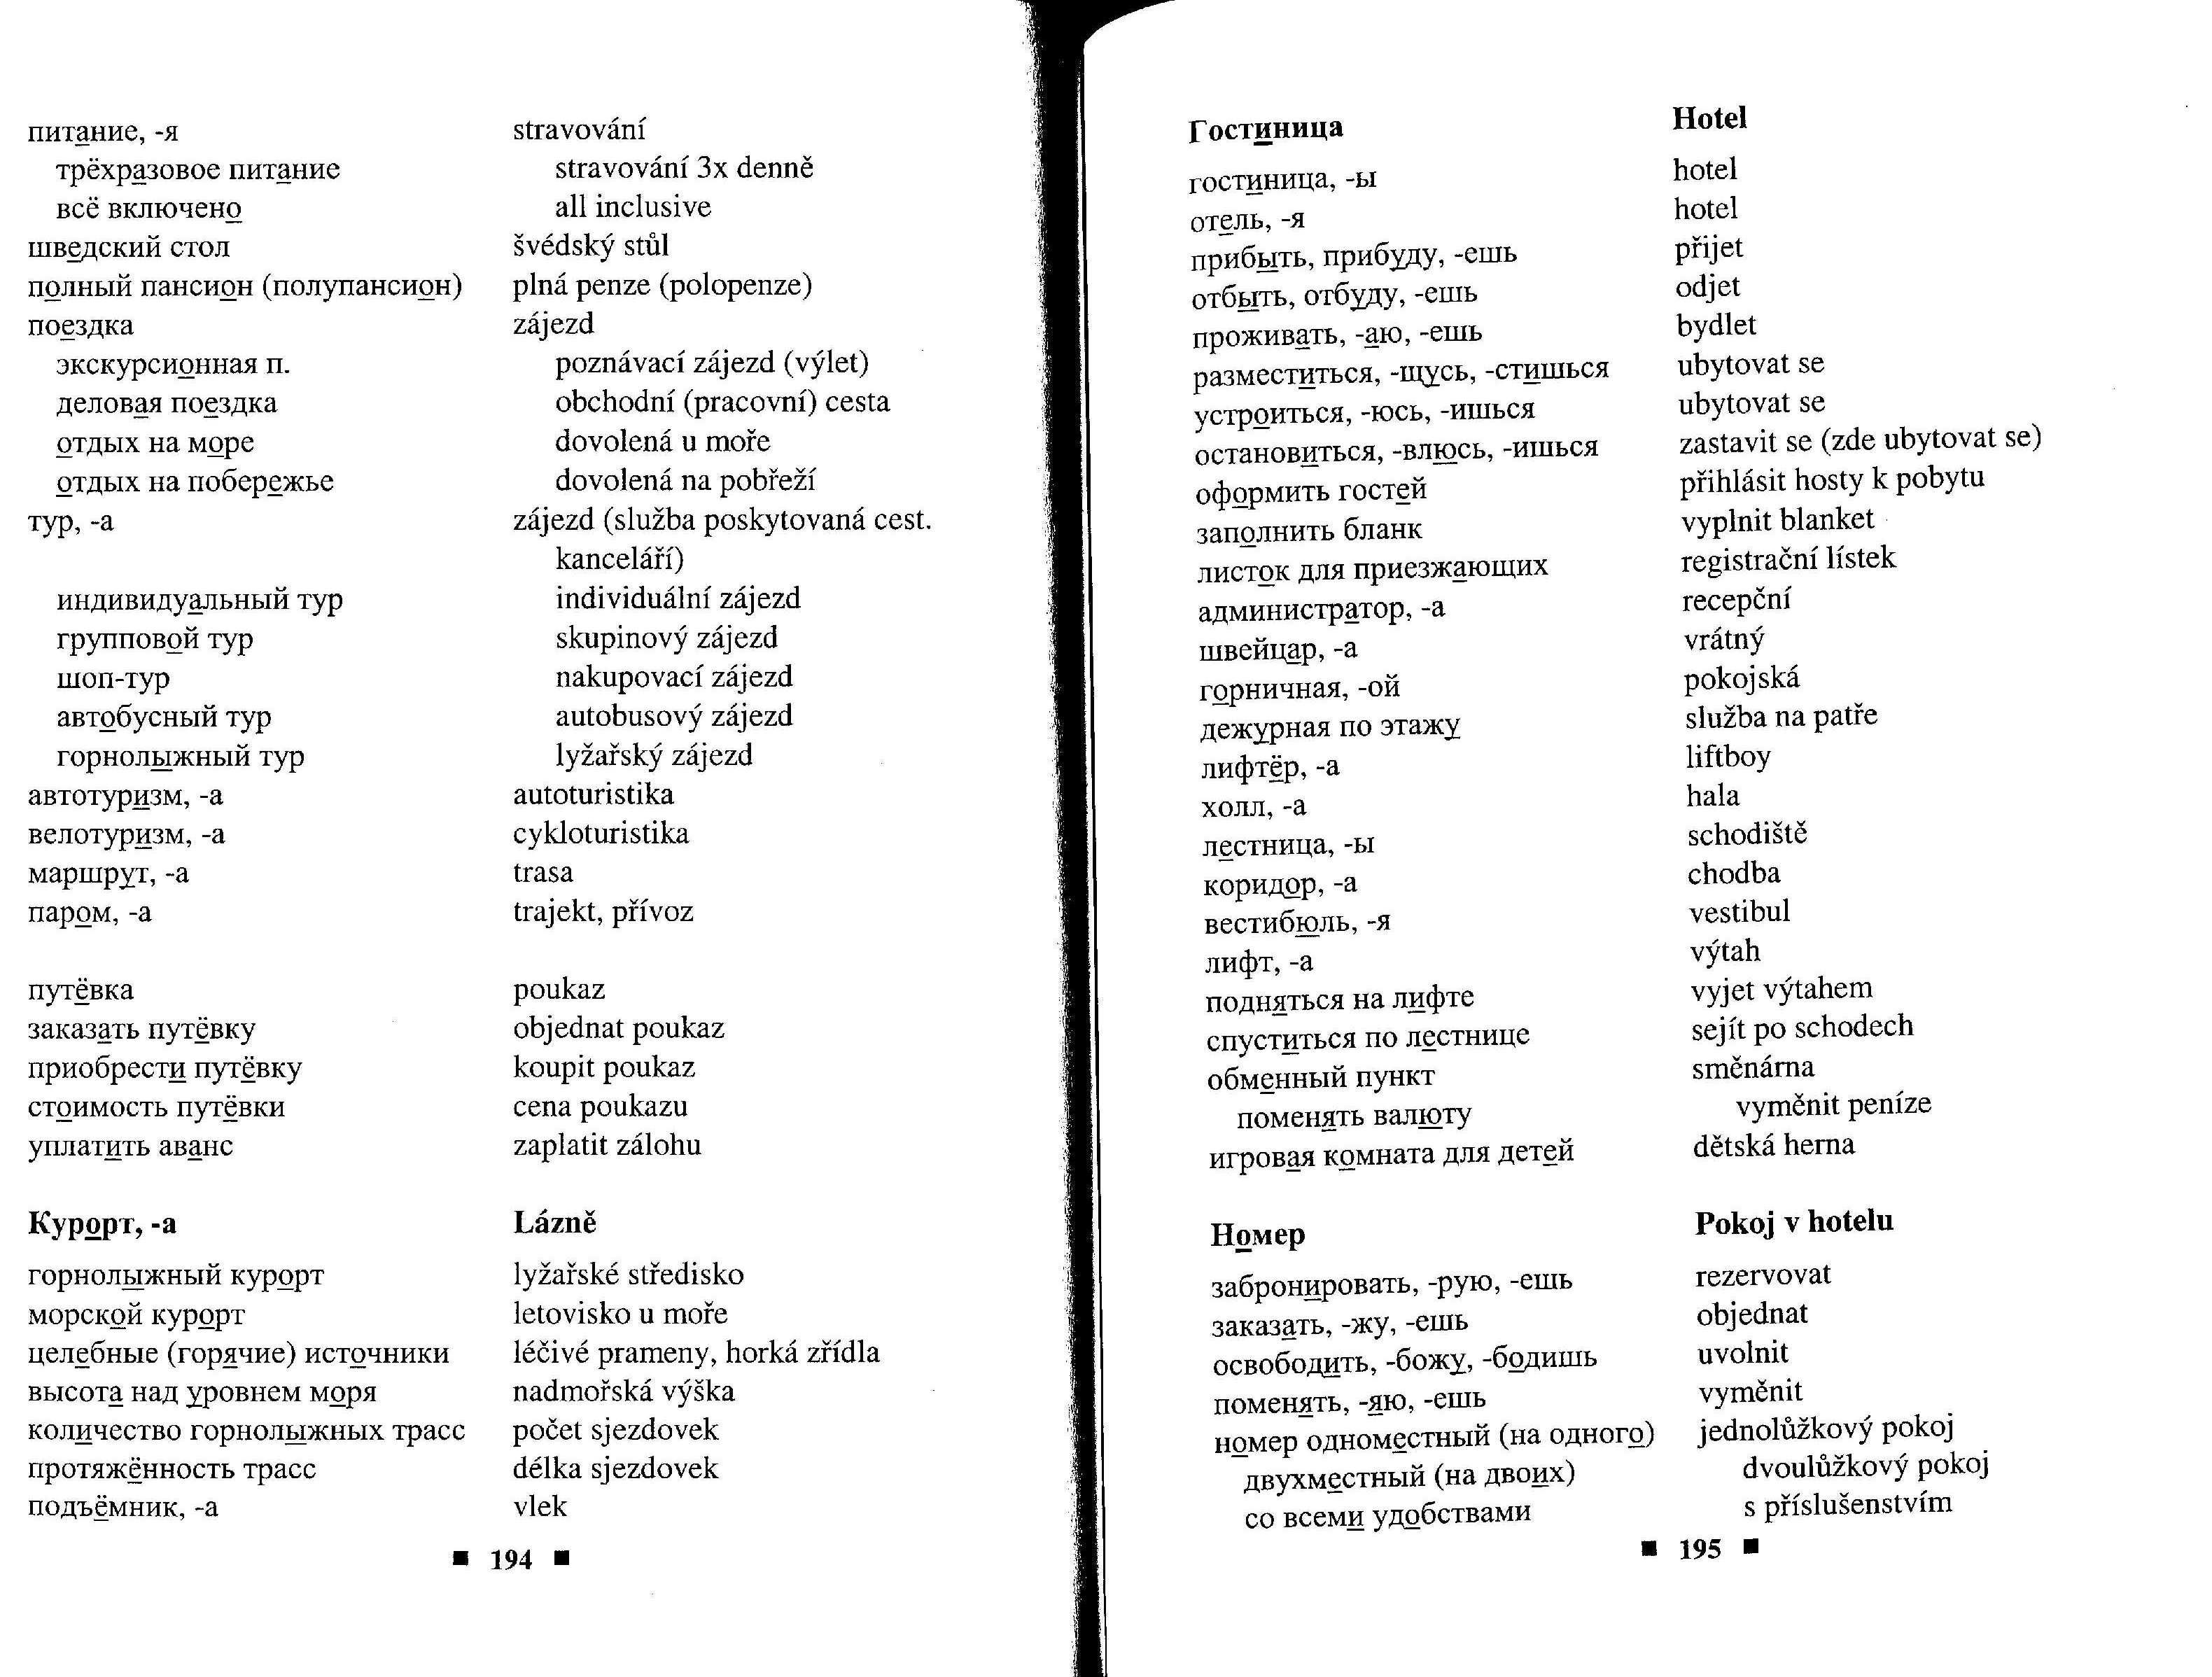 питание, -я stravování
трёхразовое питание stravování 3x denně
всё включено all inclusive
шведский стол švédský stůl
полный пансион (полупансион) plná penze (polopenze)
поездка zájezd
экскурсионная п. poznávací zájezd (výlet)
деловая поездка obchodní (pracovní) cesta
отдых на море dovolená u moře
отдых на побережье dovolená na pobřeží
тур, -а zájezd (služba poskytovaná cest.
kanceláří)
индивидуальный тур individuální zájezd
групповой тур skupinový zájezd
шоп-тур nakupovací zájezd
автобусный тур autobusový zájezd
горнолыжный тур lyžařský zájezd
автотуризм, -а autoturistika
велотуризм, -а cykloturistika
маршрут, -а trasa
паром, -а trajekt, přívoz
путёвка poukaz
заказать путёвку objednat poukaz
приобрести путёвку koupit poukaz
стоимость путёвки cena poukazu
уплатить аванс zaplatit zálohu
Курорт, -а Lázně
горнолыжный курорт lyžařské středisko
морской курорт letovisko u moře
целебные (горячие) источники léčivé prameny, horká zřídla
высота над уровнем моря nadmořská výška
количество горнолыжных трасс počet sjezdovek
протяжённость трасс délka sjezdovek
подъёмник, -а vlek
■ 194 ■
Гостиница Hotel
гостиница, -ы hotel
отель, -я hotel
прибыть, прибуду, -ешь přijet
отбыть, отбуду, -ешь odjet
проживать, -аю, -ешь bydlet
разместиться, -щусь, -стишься ubytovat se
устроиться, -юсь, -ишься ubytovat se
остановиться, -влюсь, -ишься zastavit se (zde ubytovat se)
оформить гостей přihlásit hosty k pobytu
заполнить бланк vyplnit blanket
листок для приезжающих registrační lístek
администратор, -а recepční
швейцар, -а vrátný
горничная, -ой pokojská
дежурная по этажу služba na patře
лифтёр, -а liftboy
холл, -а hala
лестница, -ы schodiště
коридор, -а chodba
вестибюль, -я vestibul
лифт, -а výtah
подняться на лифте vyjet výtahem
спуститься по лестнице sejít po schodech
обменный пункт směnárna
поменять валюту vyměnit peníze
игровая комната для детей dětská herna
Номер Pokoj v hotelu
забронировать, -рую, -ешь rezervovat
заказать, -жу, -ешь objednat
освободить, -божу, -бодишь uvolnit
поменять, -яю, -ешь vyměnit
номер одноместный (на одного) jednolůžkový pokoj
двухместный (на двоих) dvoulůžkový pokoj
со всеми удобствами s příslušenstvím
■ 195 ■